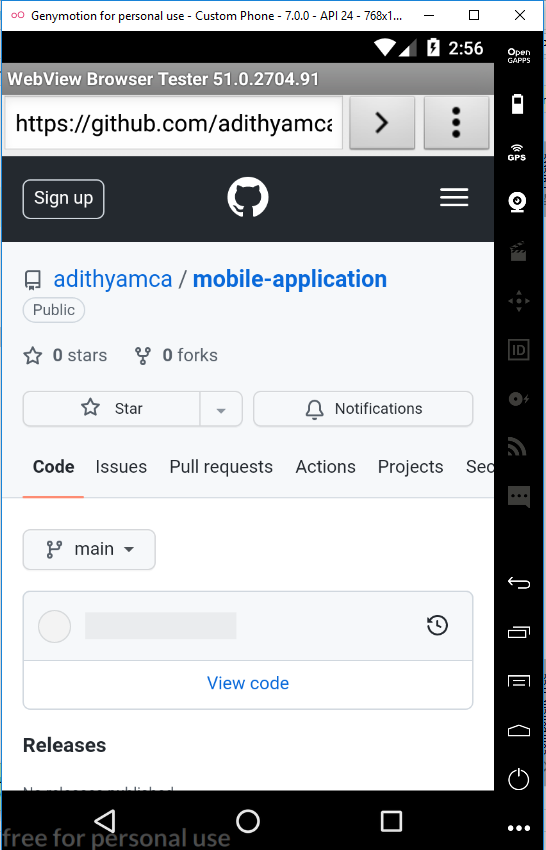 Genymotion for personal use - Custom Phone - 7.0.0 - API 24 - 768x1...
2:56
Open
GAPPS
WebView Browser Tester 51.0.2704.91
https://github.com/adithyamca
GPS
Sign up
adithyamca / mobile-application
Public
0 stars 0 forks
ID
Star Notifications
Code Issues Pull requests Actions Projects Sec
main
View code
Releases
No releases published
free for personal use